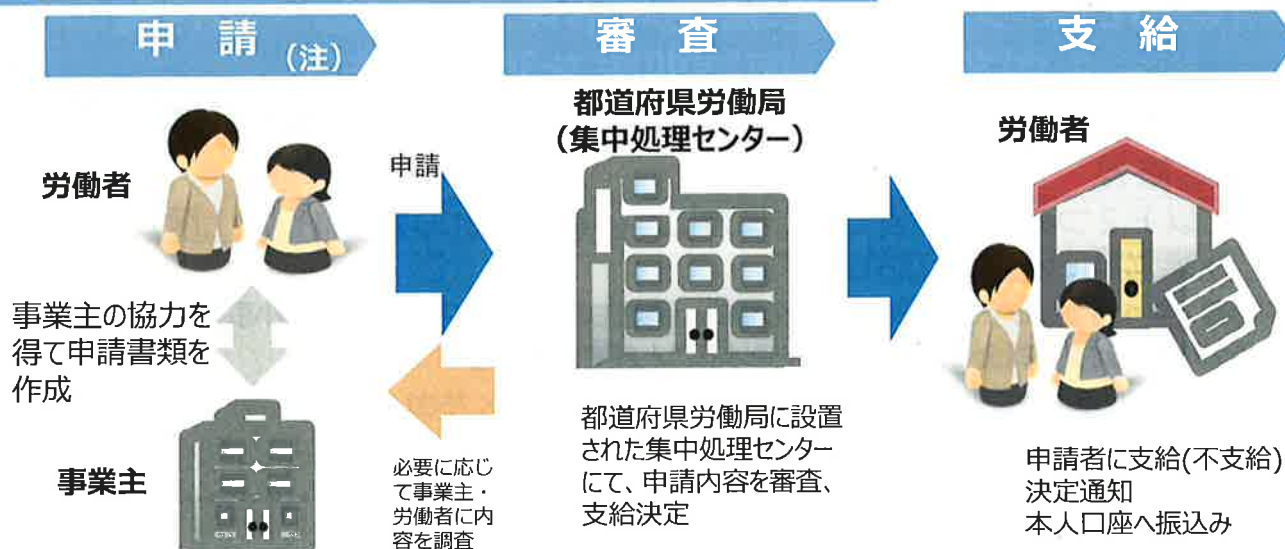 申 請 (注)
審 査
支 給
労働者
申請
事業主の協力を
得て申請書類を
作成
事業主
必要に応じ
て事業主・
労働者に内
容を調査
都道府県労働局
(集中処理センター)
都道府県労働局に設置
された集中処理センター
にて、申請内容を審査、
支給決定
労働者
申請者に支給(不支給)
決定通知
本人口座へ振込み